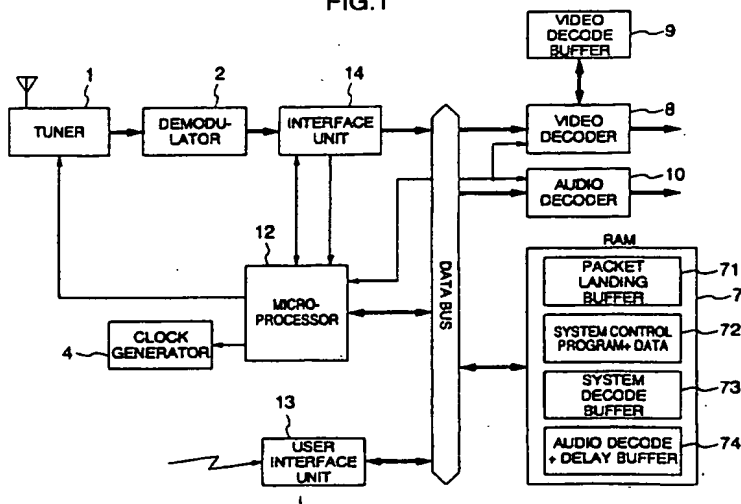 FIG.1
VIDEO
DECODE
BUFFER
9
1
2
14
8
TUNER
DEMODU-
LATOR
INTERFACE
UNIT
VIDEO
DECODER
10
AUDIO
DECODER
12
RAM
MICRO-
PROCESSOR
DATA BUS
PACKET
LANDING
BUFFER
71
7
SYSTEM CONTROL
PROGRAM+ DATA
72
4
CLOCK
GENERATOR
SYSTEM
DECODE
BUFFER
73
13
USER
INTERFACE
UNIT
AUDIO DECODE
+ DELAY BUFFER
74